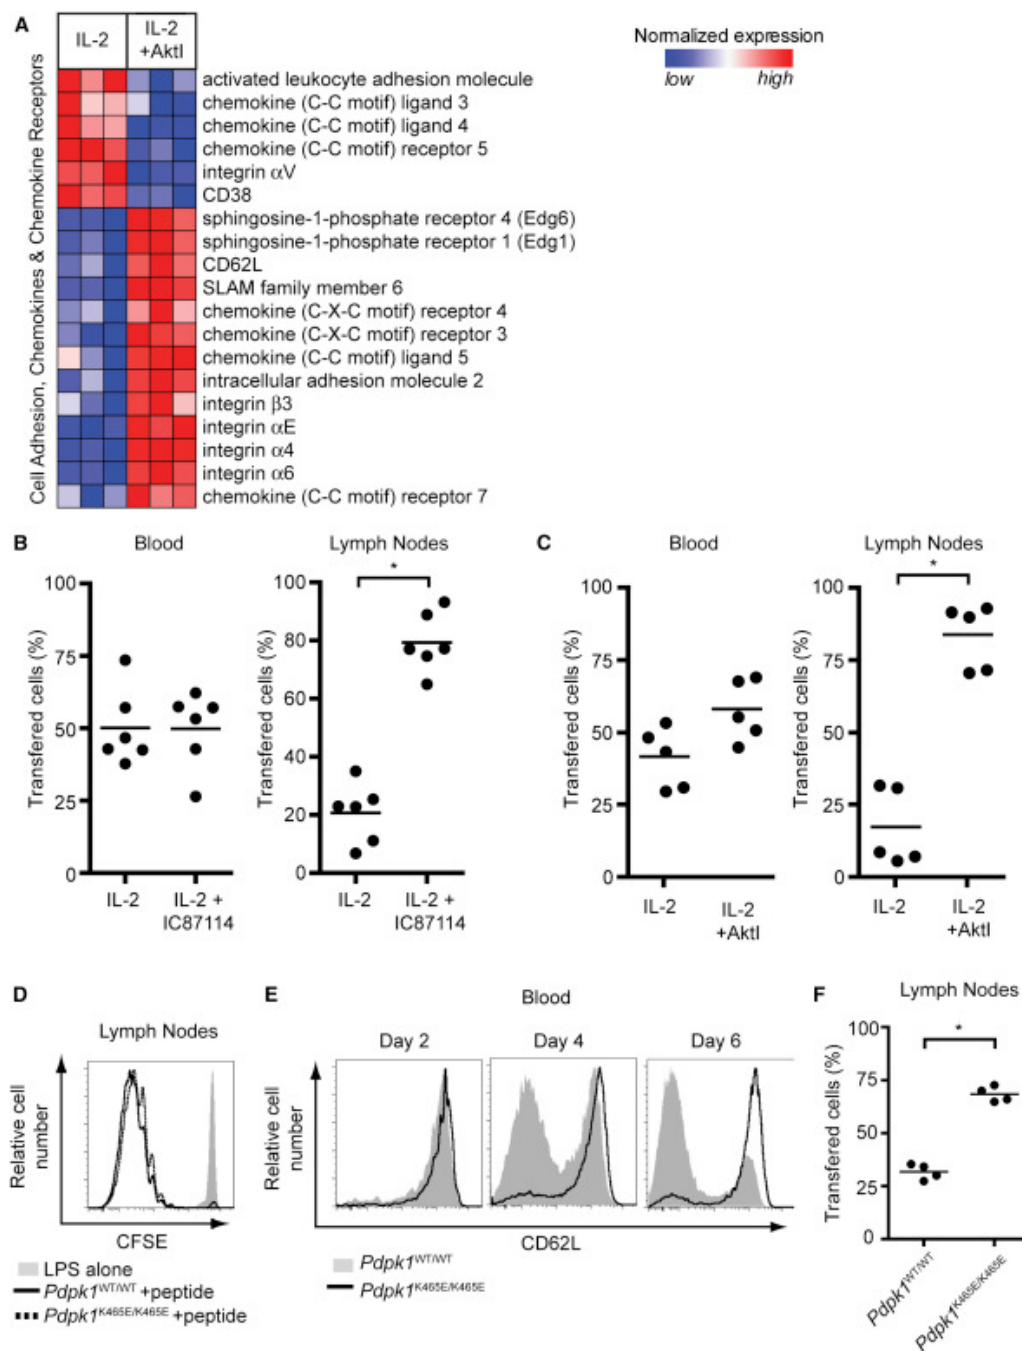 A
IL-2
IL-2
+AktI
Normalized expression
low
high
Cell Adhesion, Chemokines & Chemokine Receptors
activated leukocyte adhesion molecule
chemokine (C-C motif) ligand 3
chemokine (C-C motif) ligand 4
chemokine (C-C motif) receptor 5
integrin αV
CD38
sphingosine-1-phosphate receptor 4 (Edg6)
sphingosine-1-phosphate receptor 1 (Edg1)
CD62L
SLAM family member 6
chemokine (C-X-C motif) receptor 4
chemokine (C-X-C motif) receptor 3
chemokine (C-C motif) ligand 5
intracellular adhesion molecule 2
integrin β3
integrin αE
integrin α4
integrin α6
chemokine (C-C motif) receptor 7
B
Blood
Transfered cells (%)
100
75
50
25
0
IL-2
IL-2 +
IC87114
Lymph Nodes
*
Transfered cells (%)
100
80
60
40
20
0
IL-2
IL-2 +
IC87114
C
Blood
Transfered cells (%)
100
75
50
25
0
IL-2
IL-2
+AktI
Lymph Nodes
*
Transfered cells (%)
100
75
50
25
0
IL-2
IL-2
+AktI
D
Lymph Nodes
Relative cell
number
CFSE
LPS alone
Pdpk1WT/WT +peptide
Pdpk1K465E/K465E +peptide
E
Blood
Day 2
Day 4
Day 6
Relative cell
number
CD62L
Pdpk1WT/WT
Pdpk1K465E/K465E
F
Lymph Nodes
*
Transfered cells (%)
100
75
50
25
0
Pdpk1WT/WT
Pdpk1K465E/K465E